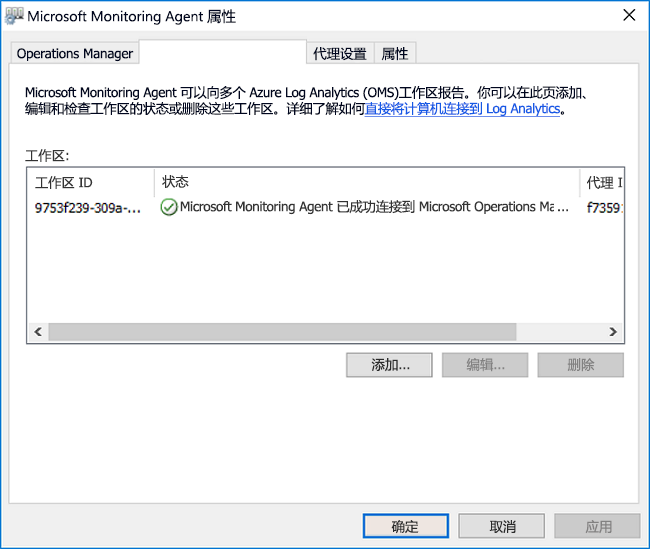 Microsoft Monitoring Agent 属性
Operations Manager 代理设置 属性
Microsoft Monitoring Agent 可以向多个 Azure Log Analytics (OMS)工作区报告。你可以在此页添加、
编辑和检查工作区的状态或删除这些工作区。详细了解如何直接将计算机连接到 Log Analytics。
工作区:
工作区 ID 状态 代理 I
9753f239-309a-... Microsoft Monitoring Agent 已成功连接到 Microsoft Operations Ma ... f7359
添加... 编辑... 删除
确定 取消 应用